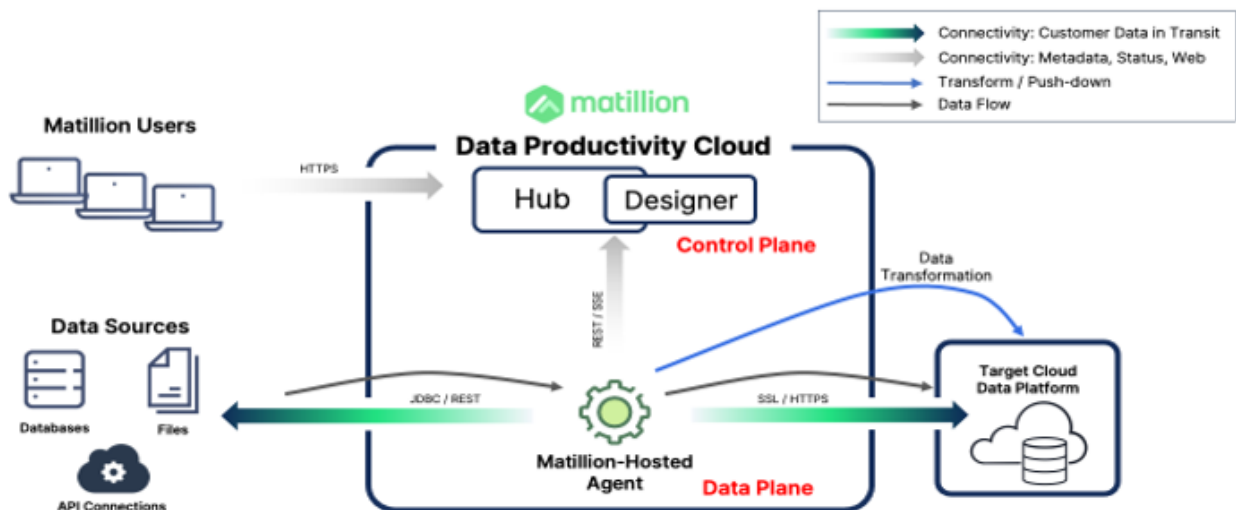 Connectivity: Customer Data in Transit
Connectivity: Metadata, Status, Web
Transform / Push-down
Data Flow
matillion
Matillion Users
Data Productivity Cloud
HTTPS
Hub
Designer
Control Plane
Data
Transformation
REST / SSE
Data Sources
Target Cloud
Data Platform
JDBC / REST
SSL / HTTPS
Databases
Files
Matillion-Hosted
Agent
Data Plane
API Connections